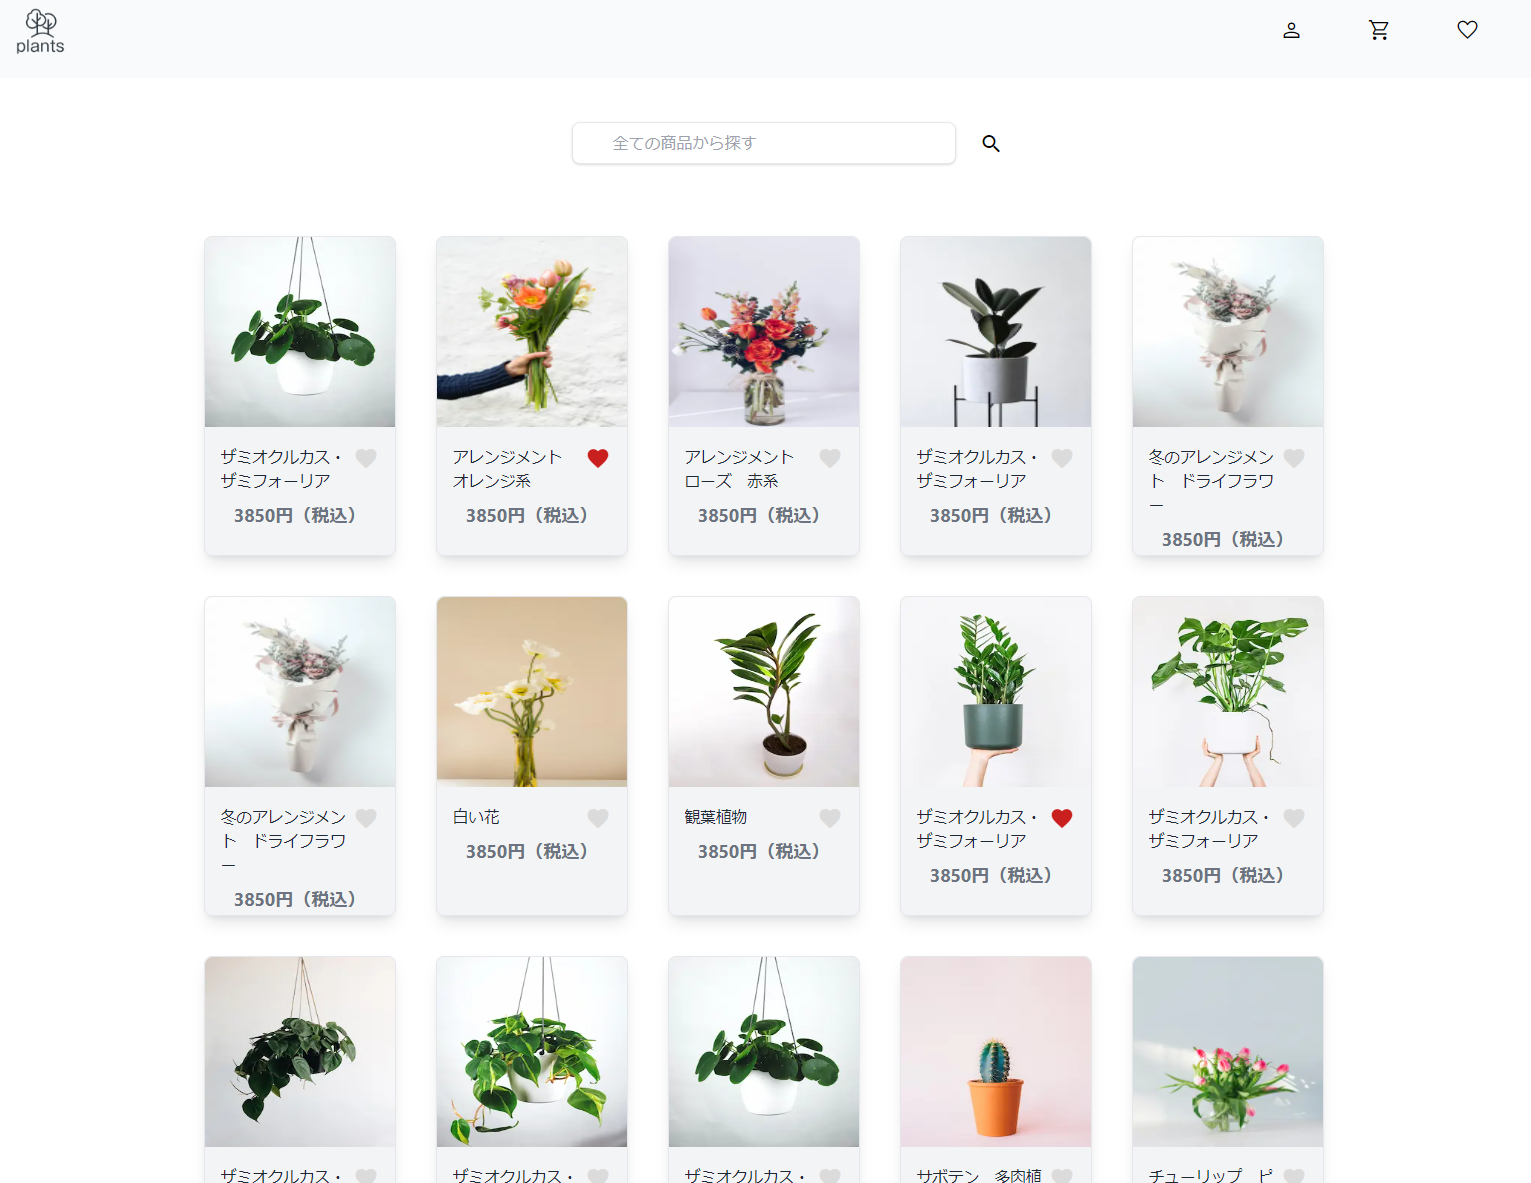 plants
全ての商品から探す
ザミオクルカス・
ザミフォーリア
3850円（税込）
アレンジメント
オレンジ系
3850円（税込）
アレンジメント
ローズ　赤系
3850円（税込）
ザミオクルカス・
ザミフォーリア
3850円（税込）
冬のアレンジメン
ト　ドライフラワ
ー
3850円（税込）
冬のアレンジメン
ト　ドライフラワ
ー
3850円（税込）
白い花
3850円（税込）
観葉植物
3850円（税込）
ザミオクルカス・
ザミフォーリア
3850円（税込）
ザミオクルカス・
ザミフォーリア
3850円（税込）
ザミオクルカス・
ザミオクルカス・
ザミオクルカス・
サボテン　多肉植
チューリップ　ピ